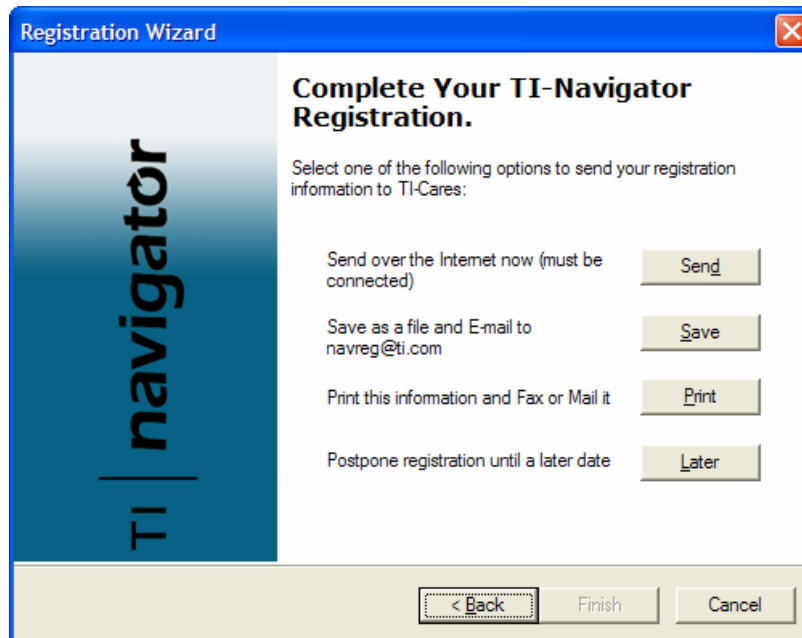 Registration Wizard
TI | navigator
Complete Your TI-Navigator
Registration.
Select one of the following options to send your registration
information to TI-Cares:
Send over the Internet now (must be
connected)
Send
Save as a file and E-mail to
navreg@ti.com
Save
Print this information and Fax or Mail it
Print
Postpone registration until a later date
Later
< Back
Finish
Cancel